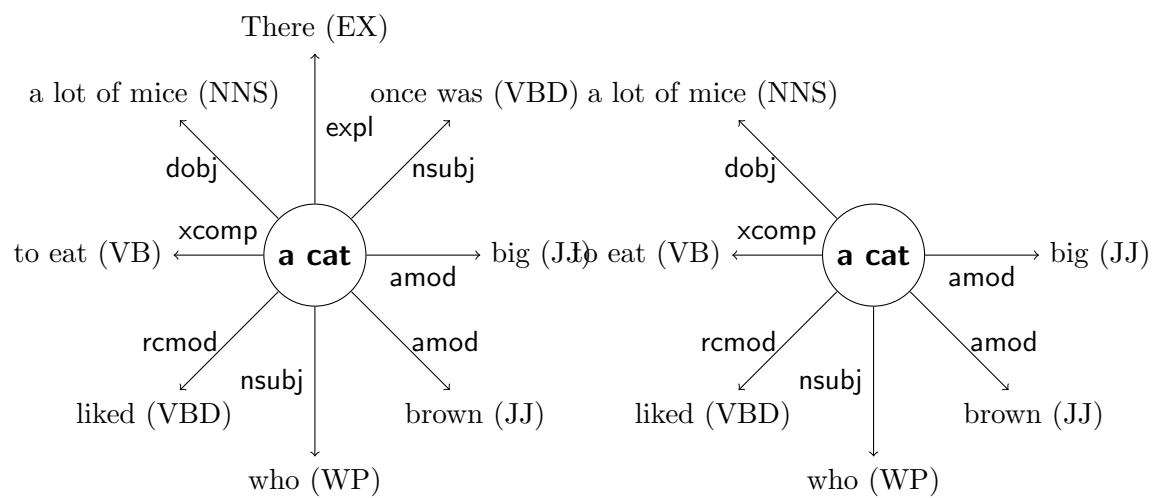 There (EX)
a lot of mice (NNS)
once was (VBD)
a lot of mice (NNS)
expl
dobj
nsubj
dobj
xcomp
xcomp
to eat (VB)
a cat
big (JJ)
to eat (VB)
a cat
big (JJ)
amod
amod
rcmod
amod
rcmod
amod
nsubj
nsubj
liked (VBD)
brown (JJ)
liked (VBD)
brown (JJ)
who (WP)
who (WP)